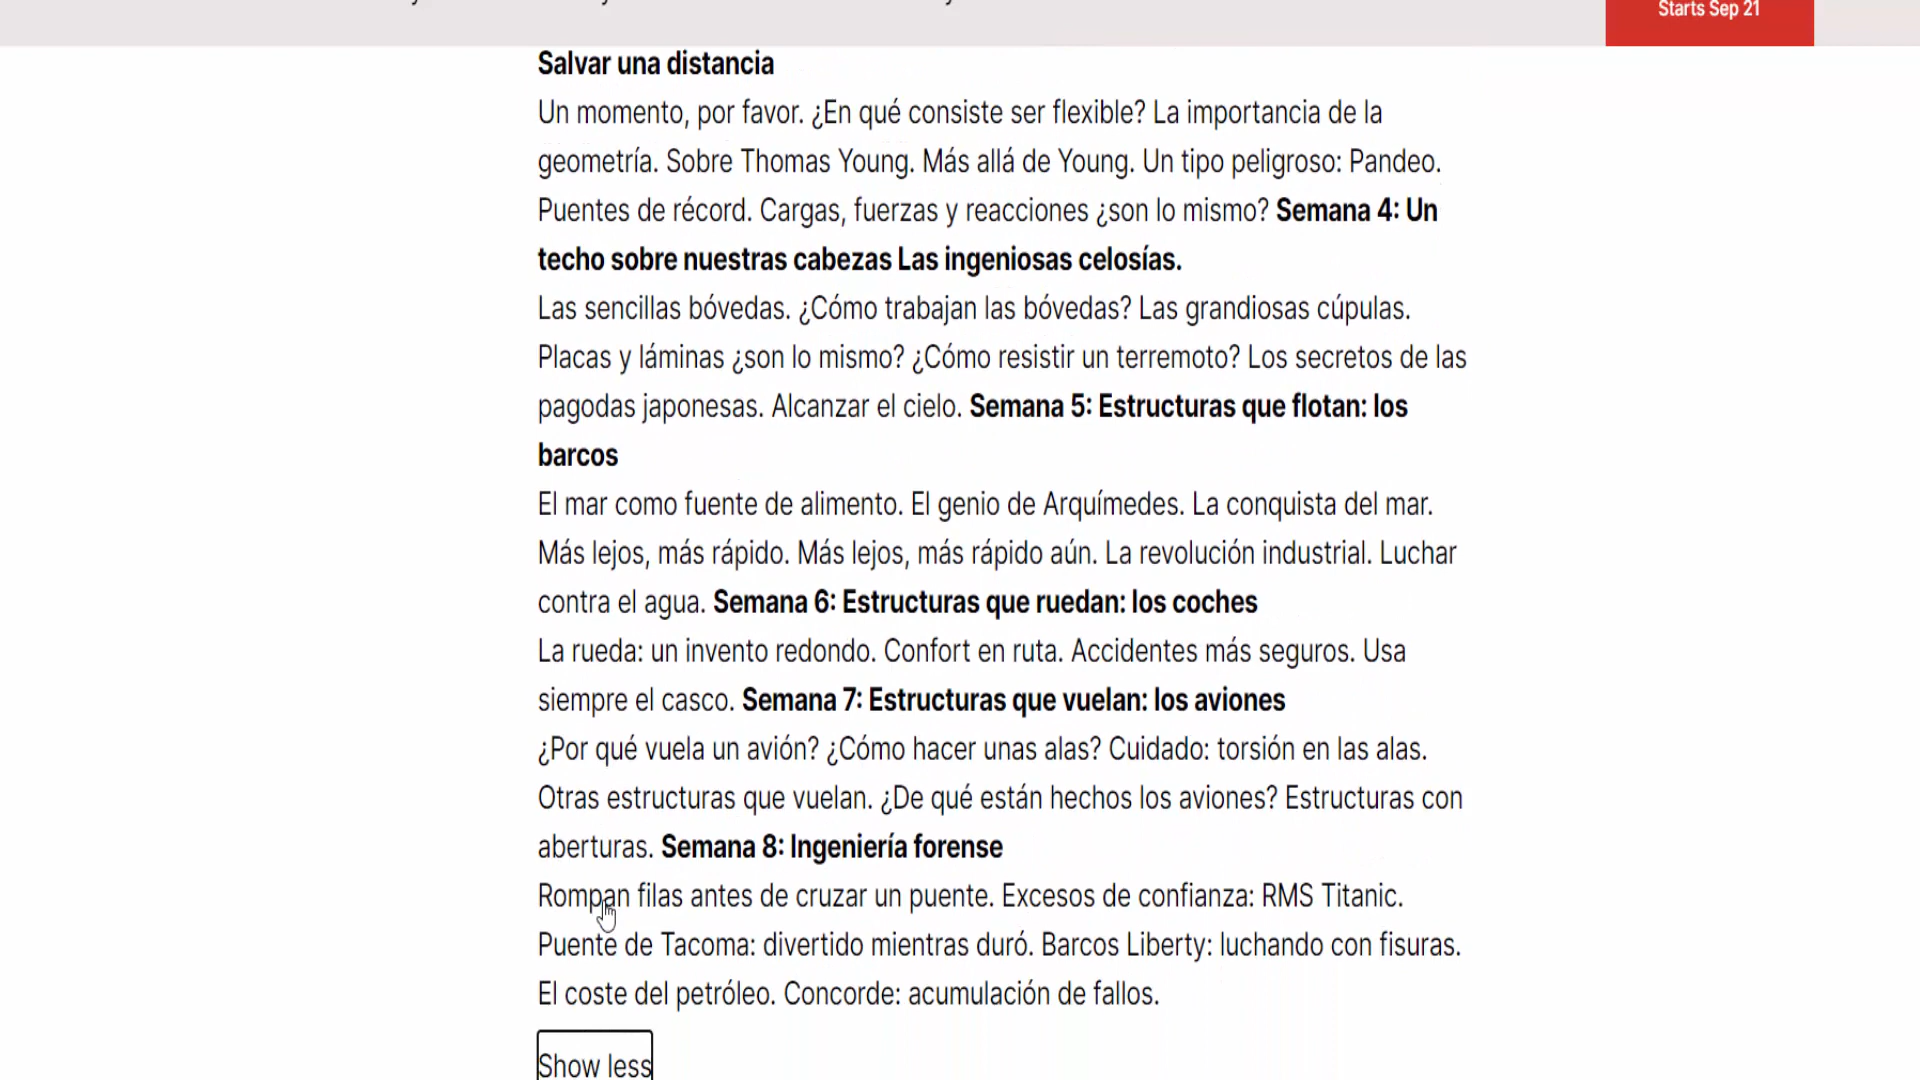 Starts Sep 21
Salvar una distancia
Un momento, por favor. ¿En qué consiste ser flexible? La importancia de la
geometría. Sobre Thomas Young. Más allá de Young. Un tipo peligroso: Pandeo.
Puentes de récord. Cargas, fuerzas y reacciones ¿son lo mismo? Semana 4: Un
techo sobre nuestras cabezas Las ingeniosas celosías.
Las sencillas bóvedas. ¿Cómo trabajan las bóvedas? Las grandiosas cúpulas.
Placas y láminas ¿son lo mismo? ¿Cómo resistir un terremoto? Los secretos de las
pagodas japonesas. Alcanzar el cielo. Semana 5: Estructuras que flotan: los
barcos
El mar como fuente de alimento. El genio de Arquímedes. La conquista del mar.
Más lejos, más rápido. Más lejos, más rápido aún. La revolución industrial. Luchar
contra el agua. Semana 6: Estructuras que ruedan: los coches
La rueda: un invento redondo. Confort en ruta. Accidentes más seguros. Usa
siempre el casco. Semana 7: Estructuras que vuelan: los aviones
¿Por qué vuela un avión? ¿Cómo hacer unas alas? Cuidado: torsión en las alas.
Otras estructuras que vuelan. ¿De qué están hechos los aviones? Estructuras con
aberturas. Semana 8: Ingeniería forense
Rompan filas antes de cruzar un puente. Excesos de confianza: RMS Titanic.
Puente de Tacoma: divertido mientras duró. Barcos Liberty: luchando con fisuras.
El coste del petróleo. Concorde: acumulación de fallos.
Show less